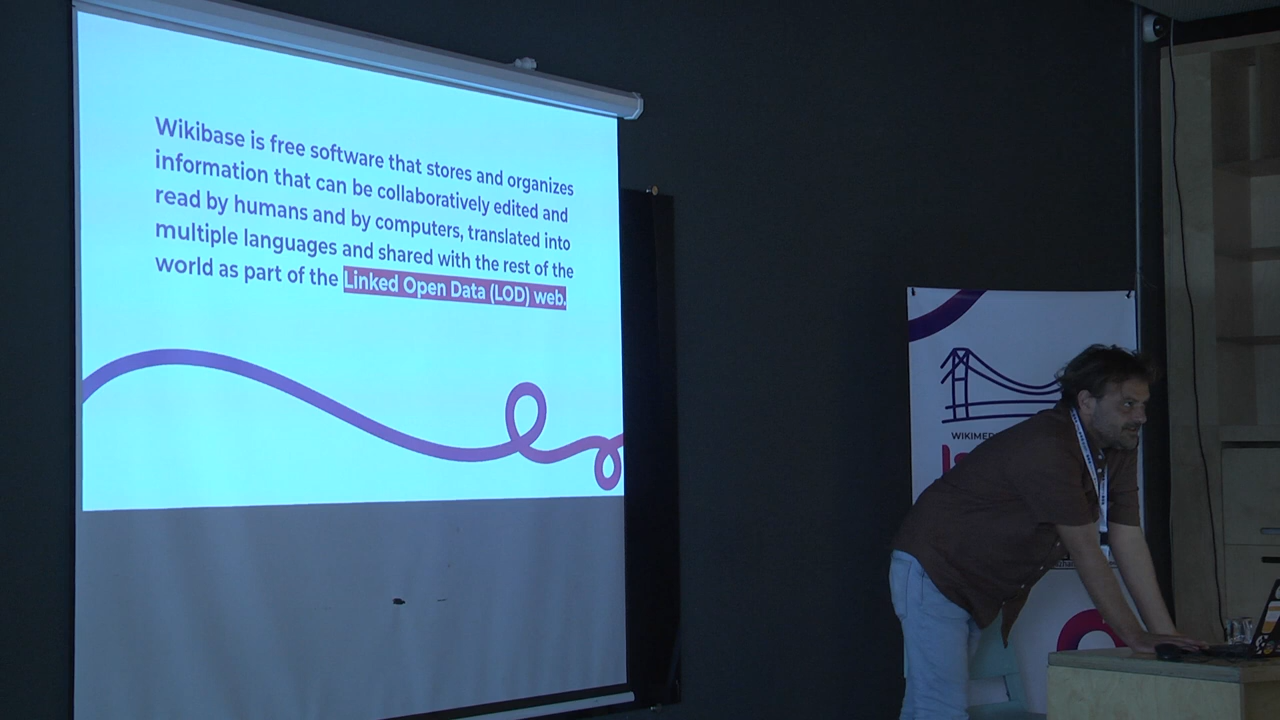 Wikibase is free software that stores and organizes
information that can be collaboratively edited and
read by humans and by computers, translated into
multiple languages and shared with the rest of the
world as part of the Linked Open Data (LOD) web.